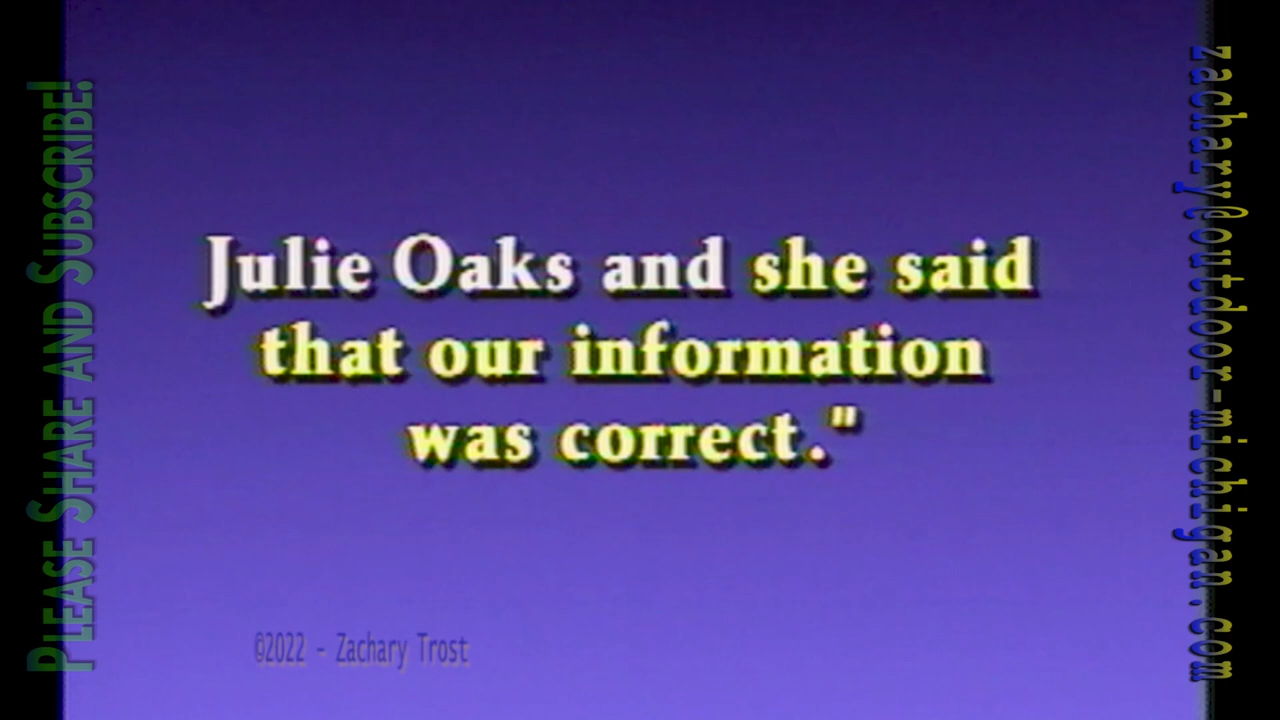 PLEASE SHARE AND SUBSCRIBE!
Julie Oaks and she said
that our information
was correct."
©2022 - Zachary Trost
zachary@outdoor-michigan.com